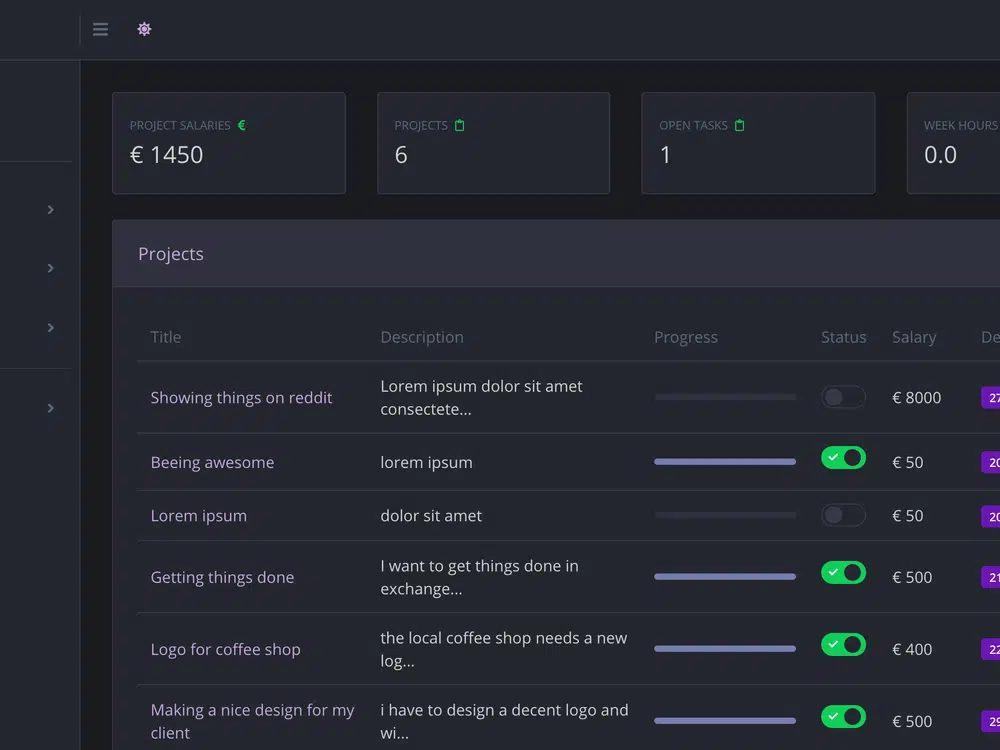 PROJECT SALARIES €
€ 1450
PROJECTS
6
OPEN TASKS
1
WEEK HOURS
0.0
Projects
Title Description Progress Status Salary De
Showing things on reddit
Lorem ipsum dolor sit amet
consectete...
€ 8000
27
Beeing awesome
lorem ipsum
€ 50
20
Lorem ipsum
dolor sit amet
€ 50
20
Getting things done
I want to get things done in
exchange...
€ 500
21
Logo for coffee shop
the local coffee shop needs a new
log...
€ 400
22
Making a nice design for my
client
i have to design a decent logo and
wi...
€ 500
29